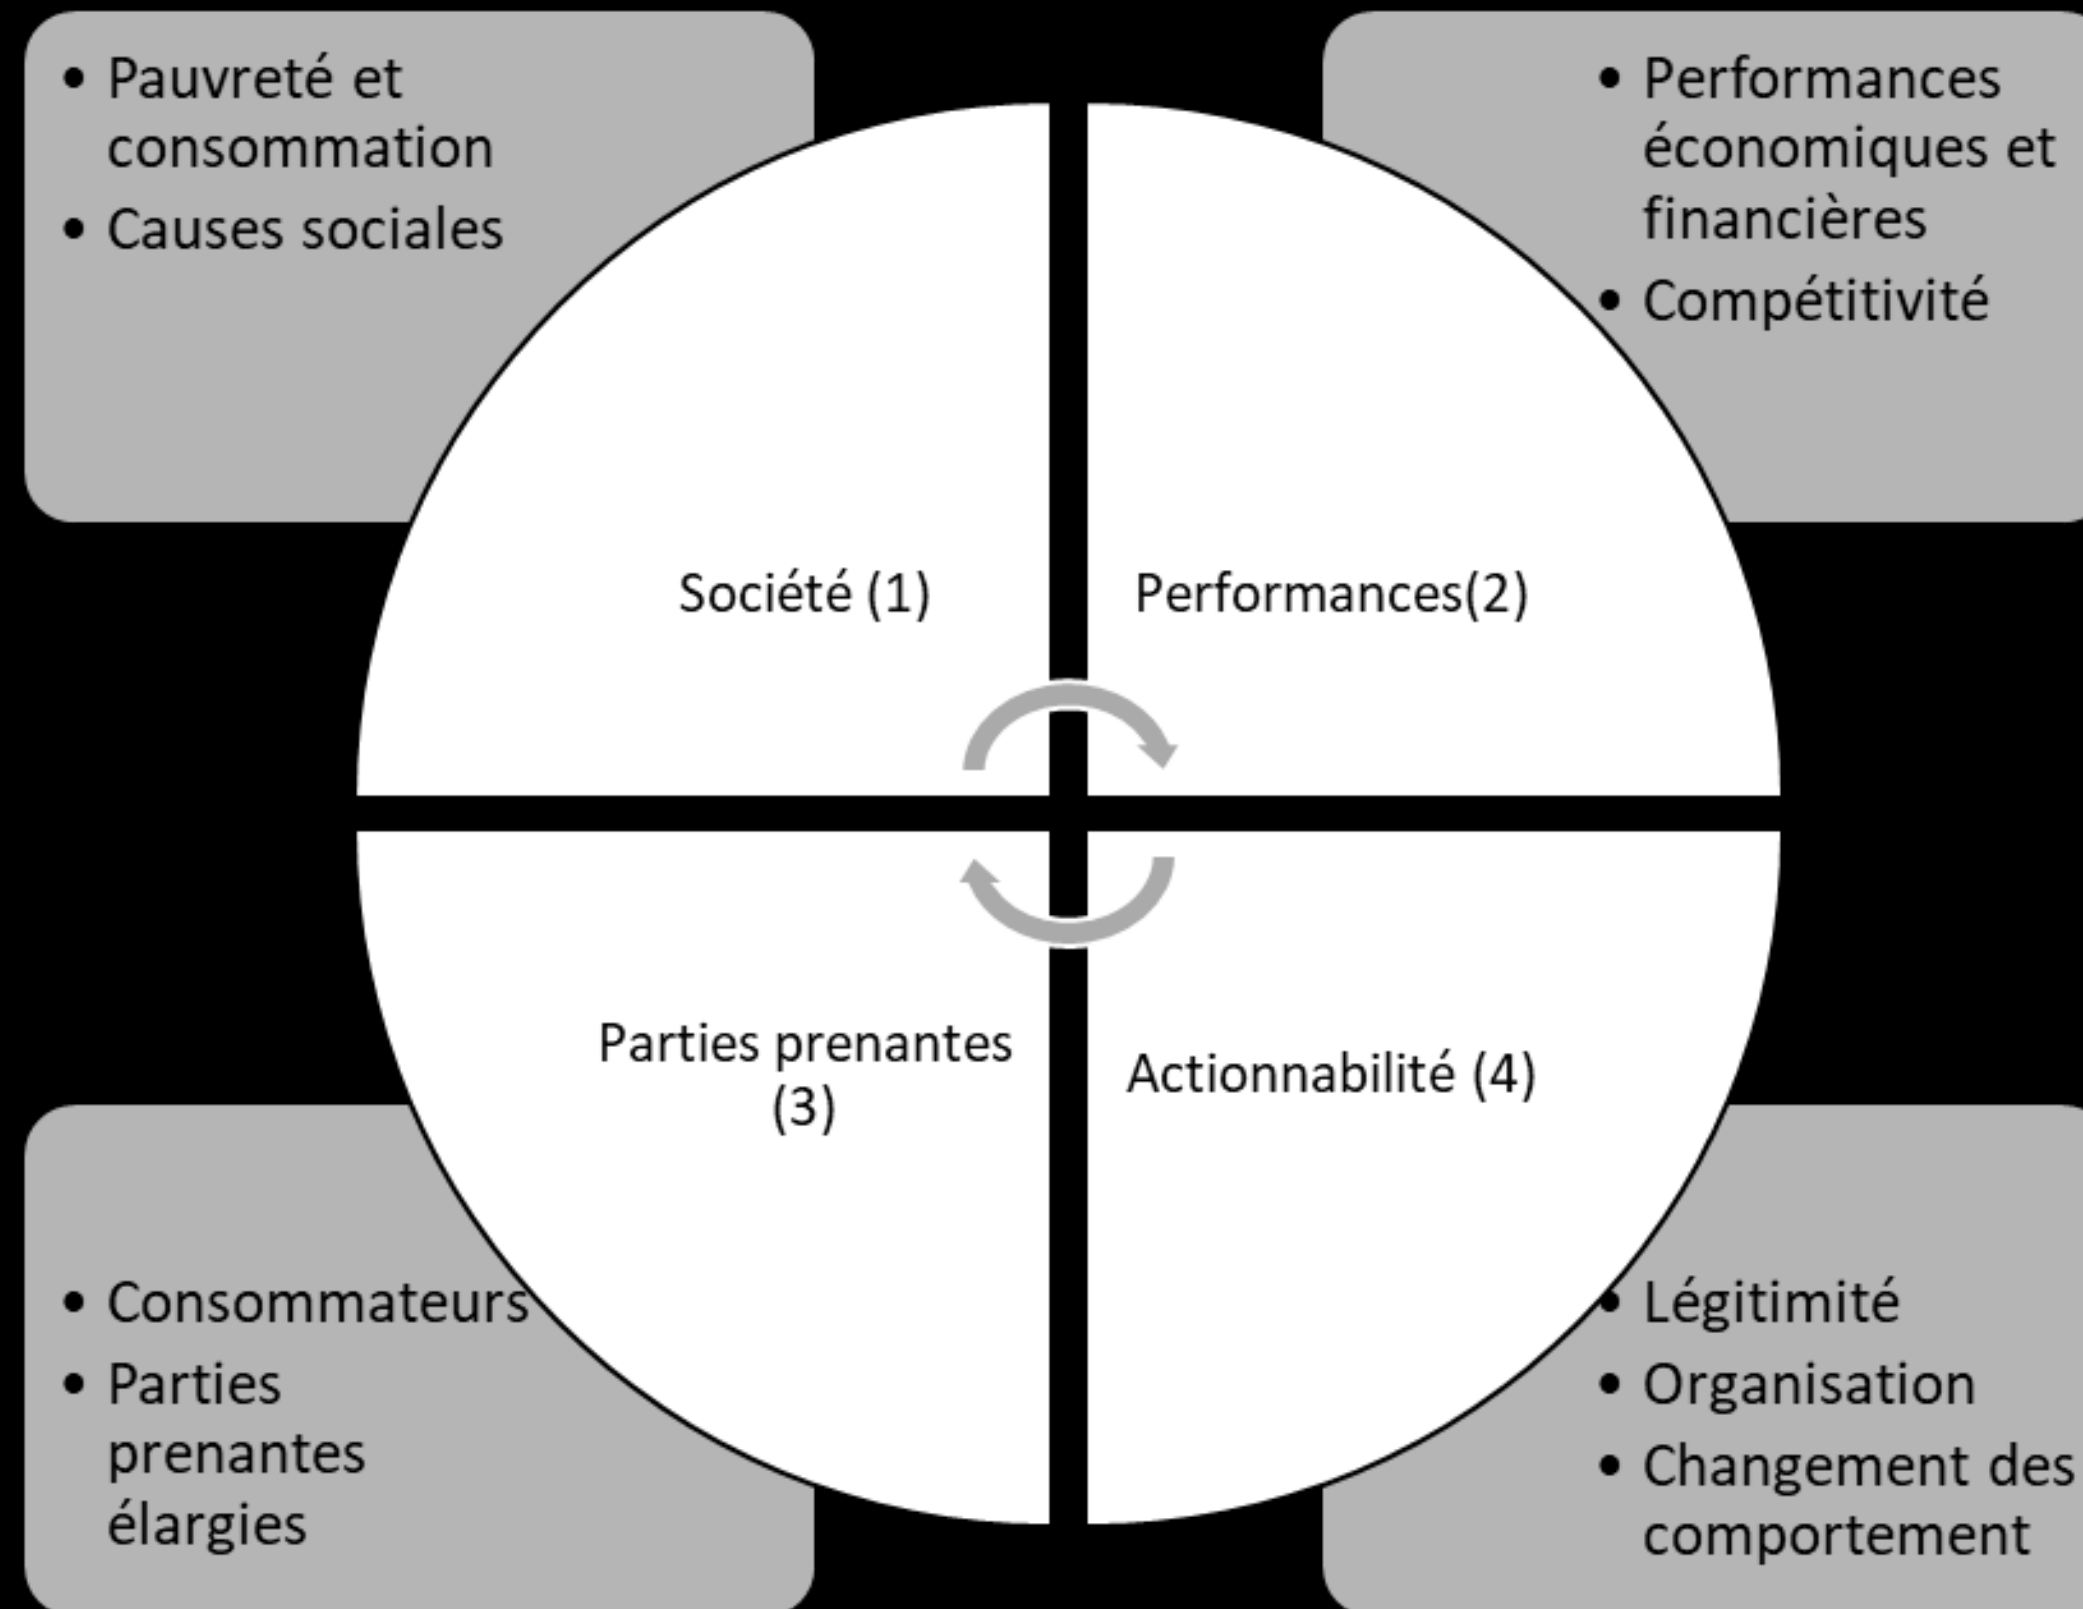 • Pauvreté et
consommation
• Causes sociales
• Performances
économiques et
financières
• Compétitivité
Société (1)
Performances(2)
Parties prenantes
(3)
Actionnabilité (4)
• Consommateurs
• Parties
prenantes
élargies
• Légitimité
• Organisation
• Changement des
comportement